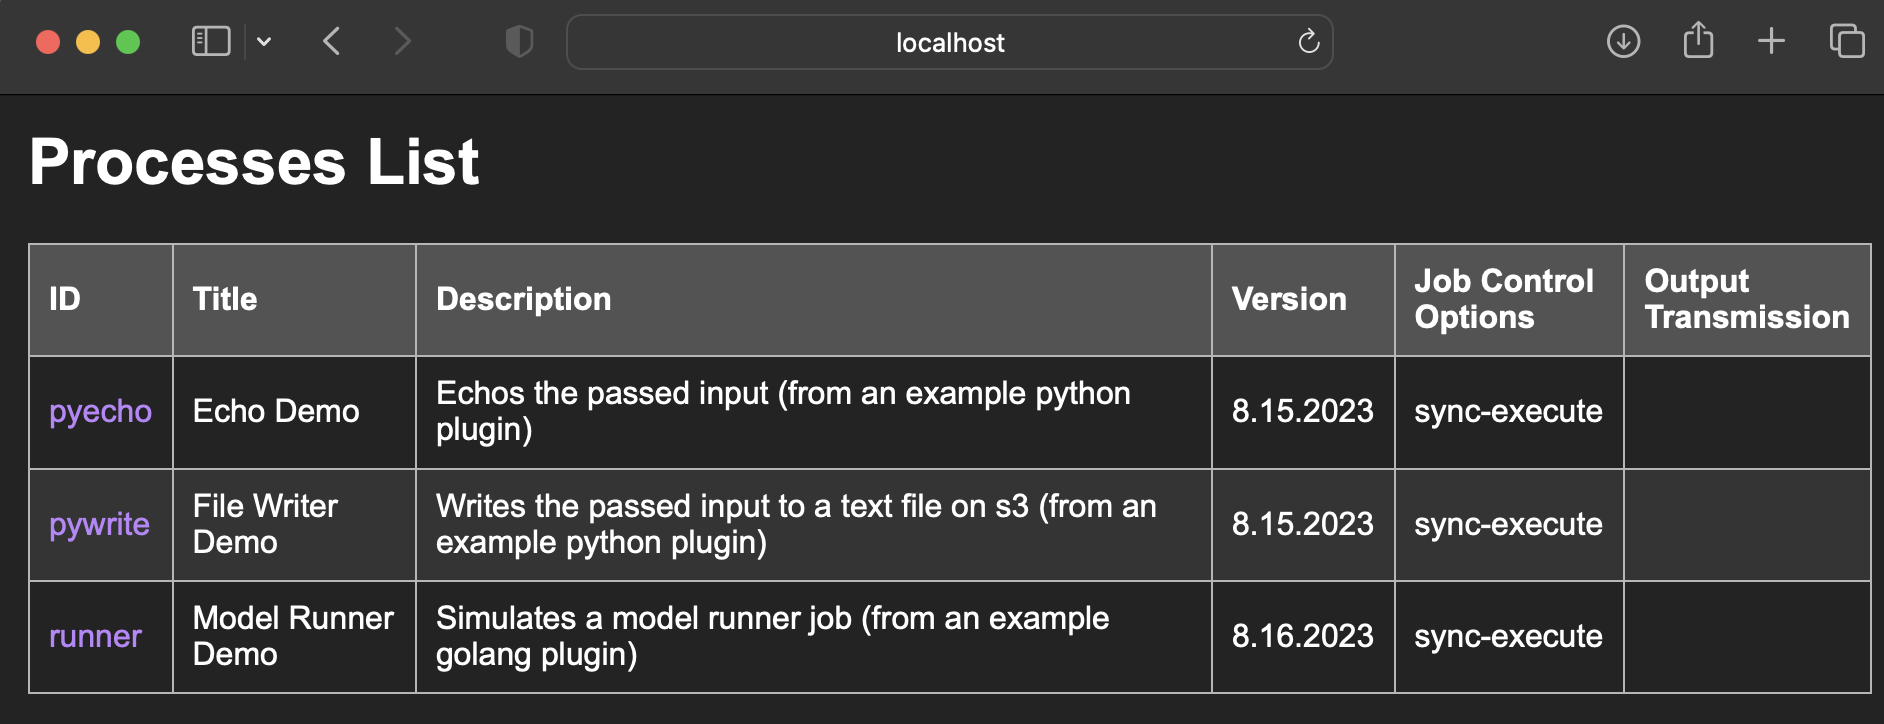 localhost
Processes List
ID
Title
Description
Version
Job Control
Options
Output
Transmission
pyecho
Echo Demo
Echos the passed input (from an example python
plugin)
8.15.2023
sync-execute
pywrite
File Writer
Demo
Writes the passed input to a text file on s3 (from an
example python plugin)
8.15.2023
sync-execute
runner
Model Runner
Demo
Simulates a model runner job (from an example
golang plugin)
8.16.2023
sync-execute